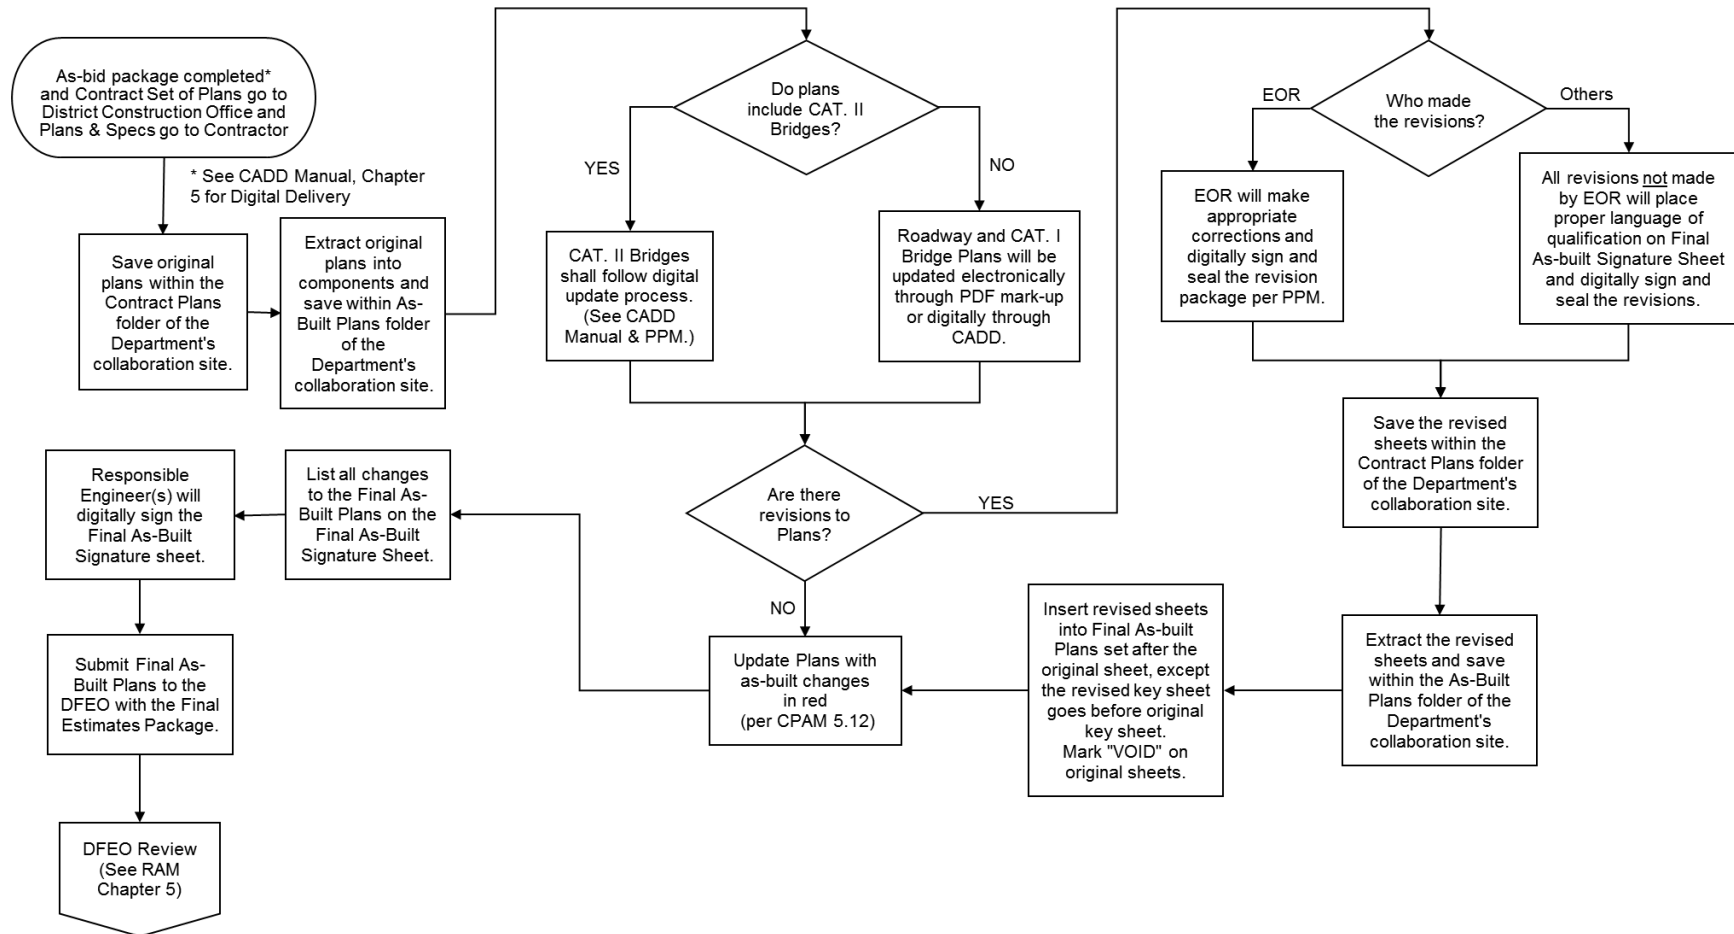 As-bid package completed*
and Contract Set of Plans go to
District Construction Office and
Plans & Specs go to Contractor
* See CADD Manual, Chapter
5 for Digital Delivery
Save original
plans within the
Contract Plans
folder of the
Department's
collaboration site.
Extract original
plans into
components and
save within As-
Built Plans folder
of the
Department's
collaboration site.
Do plans
include CAT. II
Bridges?
YES
NO
CAT. II Bridges
shall follow digital
update process.
(See CADD
Manual & PPM.)
Roadway and CAT. I
Bridge Plans will be
updated electronically
through PDF mark-up
or digitally through
CADD.
Are there
revisions to
Plans?
YES
NO
Who made
the revisions?
EOR
Others
EOR will make
appropriate
corrections and
digitally sign and
seal the revision
package per PPM.
All revisions not made
by EOR will place
proper language of
qualification on Final
As-built Signature Sheet
and digitally sign and
seal the revisions.
Save the revised
sheets within the
Contract Plans folder
of the Department's
collaboration site.
Extract the revised
sheets and save
within the As-Built
Plans folder of the
Department's
collaboration site.
Insert revised sheets
into Final As-built
Plans set after the
original sheet, except
the revised key sheet
goes before original
key sheet.
Mark "VOID" on
original sheets.
Update Plans with
as-built changes
in red
(per CPAM 5.12)
List all changes
to the Final As-
Built Plans on the
Final As-Built
Signature Sheet.
Responsible
Engineer(s) will
digitally sign the
Final As-Built
Signature sheet.
Submit Final As-
Built Plans to the
DFEO with the Final
Estimates Package.
DFEO Review
(See RAM
Chapter 5)